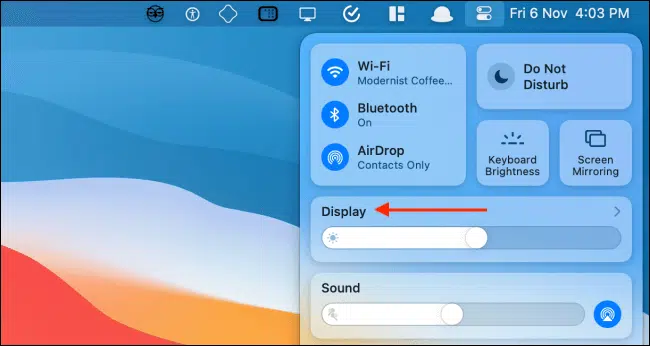 Fri 6 Nov 4:03 PM
Wi-Fi
Modernist Coffee...
Bluetooth
On
AirDrop
Contacts Only
Do Not
Disturb
Keyboard
Brightness
Screen
Mirroring
Display
Sound